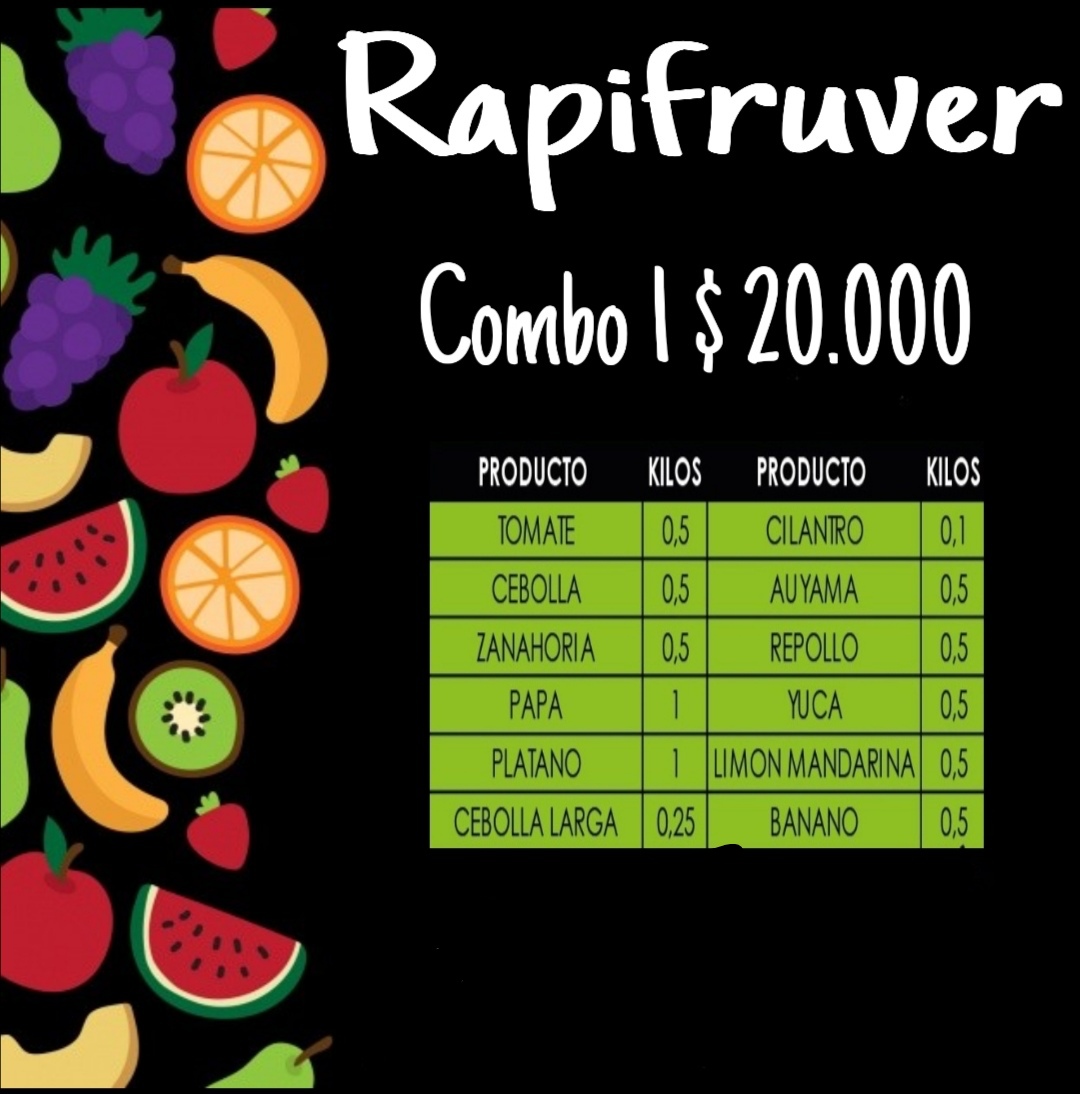 Rapifruver
Combo 1 $ 20.000
PRODUCTO KILOS PRODUCTO KILOS
TOMATE 0,5 CILANTRO 0,1
CEBOLLA 0,5 AUYAMA 0,5
ZANAHORIA 0,5 REPOLLO 0,5
PAPA 1 YUCA 0,5
PLATANO 1 LIMON MANDARINA 0,5
CEBOLLA LARGA 0,25 BANANO 0,5